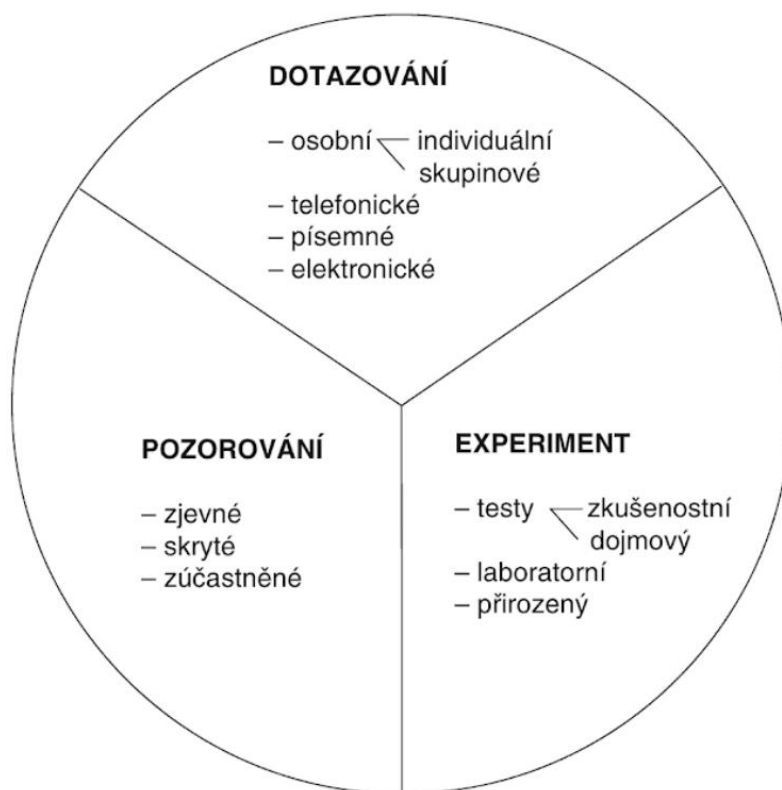 DOTAZOVÁNÍ
– osobní individuální
skupinové
– telefonické
– písemné
– elektronické
POZOROVÁNÍ
– zjevné
– skryté
– zúčastněné
EXPERIMENT
– testy zkušenostní
dojmový
– laboratorní
– přirozený